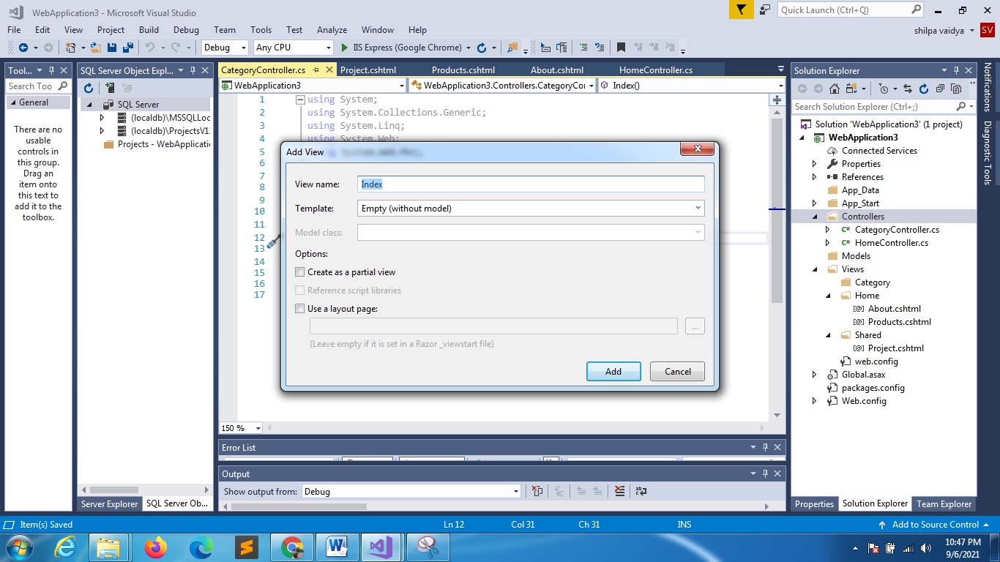 WebApplication3 - Microsoft Visual Studio
Quick Launch (Ctrl+Q)
File Edit View Project Build Debug Team Tools Test Analyze Window Help
shilpa vaidya SV
Debug Any CPU IIS Express (Google Chrome)
Tool...
Search Too
General
There are no
usable
controls in
this group.
Drag an
item onto
this text to
add it to the
toolbox.
SQL Server Object Expl...
SQL Server
(localdb)\MSSQLLoc
(localdb)\ProjectsV1
Projects - WebApplicatio
Server Explorer SQL Server Ob...
CategoryController.cs Project.cshtml Products.cshtml About.cshtml HomeController.cs
WebApplication3 WebApplication3.Controllers.CategoryCor Index()
1 using System;
2 using System.Collections.Generic;
3 using System.Linq;
4 using System.Web;
5
6
7
8
9
10
11
12
13
14
15
16
17
Add View
View name: Index
Template: Empty (without model)
Model class:
Options:
Create as a partial view
Reference script libraries
Use a layout page:
...
(Leave empty if it is set in a Razor _viewstart file)
Add Cancel
150 %
Error List
Output
Show output from: Debug
Solution Explorer
Search Solution Explorer (Ctrl+;)
Solution 'WebApplication3' (1 project)
WebApplication3
Connected Services
Properties
References
App_Data
App_Start
Controllers
CategoryController.cs
HomeController.cs
Models
Views
Category
Home
About.cshtml
Products.cshtml
Shared
Project.cshtml
web.config
Global.asax
packages.config
Web.config
Properties Solution Explorer Team Explorer
Notifications
Diagnostic Tools
Item(s) Saved Ln 12 Col 31 Ch 31 INS Add to Source Control
10:47 PM
9/6/2021